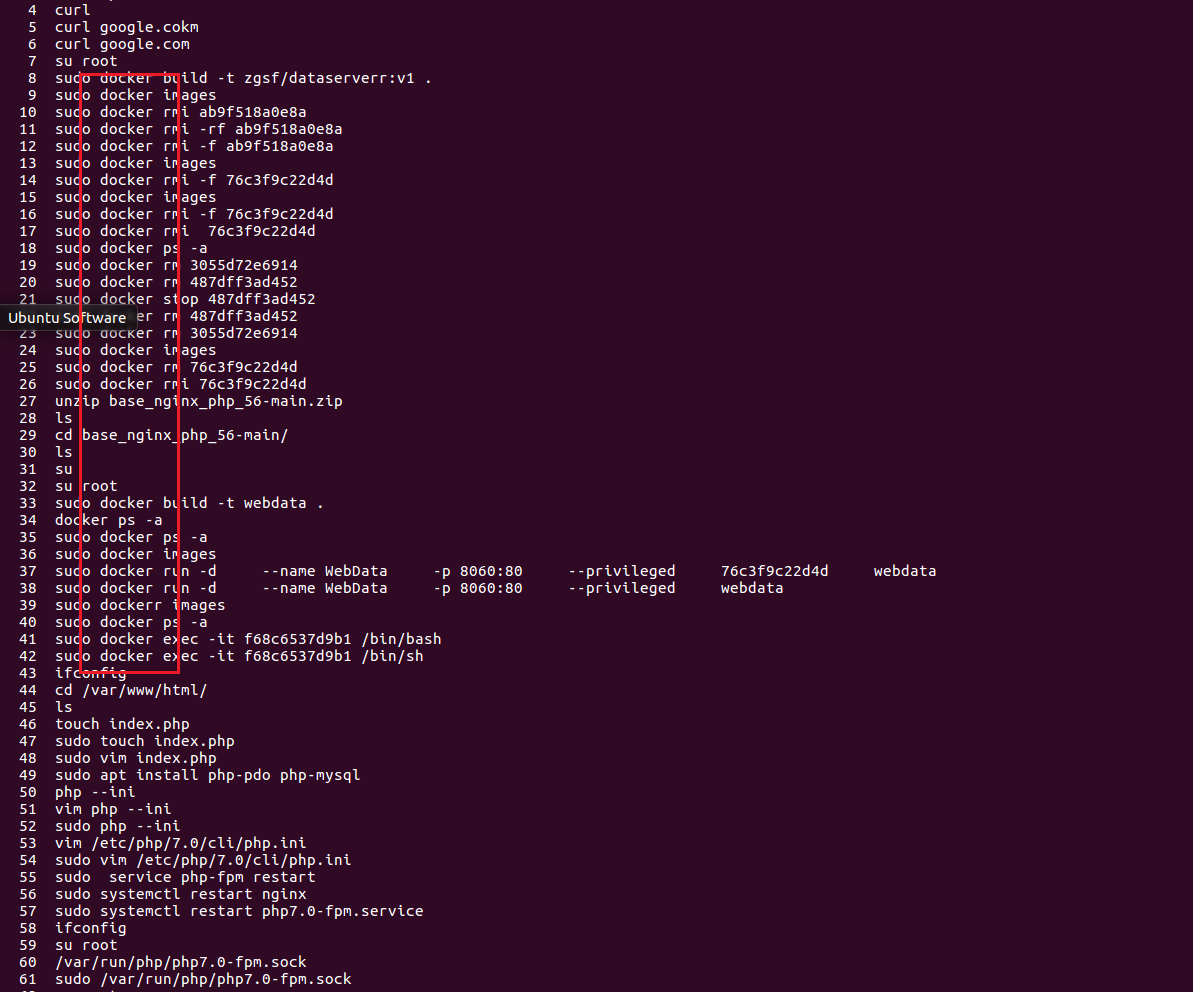 4 curl
5 curl google.cokm
6 curl google.com
7 su root
8 sudo docker build -t zgsf/dataserverr:v1 .
9 sudo docker images
10 sudo docker rmi ab9f518a0e8a
11 sudo docker rmi -rf ab9f518a0e8a
12 sudo docker rmi -f ab9f518a0e8a
13 sudo docker images
14 sudo docker rmi -f 76c3f9c22d4d
15 sudo docker images
16 sudo docker rmi -f 76c3f9c22d4d
17 sudo docker rmi  76c3f9c22d4d
18 sudo docker ps -a
19 sudo docker rm 3055d72e6914
20 sudo docker rm 487dff3ad452
21 sudo docker stop 487dff3ad452
Ubuntu Software
er rm 487dff3ad452
23 sudo docker rm 3055d72e6914
24 sudo docker images
25 sudo docker rm 76c3f9c22d4d
26 sudo docker rmi 76c3f9c22d4d
27 unzip base_nginx_php_56-main.zip
28 ls
29 cd base_nginx_php_56-main/
30 ls
31 su
32 su root
33 sudo docker build -t webdata .
34 docker ps -a
35 sudo docker ps -a
36 sudo docker images
37 sudo docker run -d     --name WebData     -p 8060:80     --privileged     76c3f9c22d4d     webdata
38 sudo docker run -d     --name WebData     -p 8060:80     --privileged     webdata
39 sudo dockerr images
40 sudo docker ps -a
41 sudo docker exec -it f68c6537d9b1 /bin/bash
42 sudo docker exec -it f68c6537d9b1 /bin/sh
43 ifconfig
44 cd /var/www/html/
45 ls
46 touch index.php
47 sudo touch index.php
48 sudo vim index.php
49 sudo apt install php-pdo php-mysql
50 php --ini
51 vim php --ini
52 sudo php --ini
53 vim /etc/php/7.0/cli/php.ini
54 sudo vim /etc/php/7.0/cli/php.ini
55 sudo  service php-fpm restart
56 sudo systemctl restart nginx
57 sudo systemctl restart php7.0-fpm.service
58 ifconfig
59 su root
60 /var/run/php/php7.0-fpm.sock
61 sudo /var/run/php/php7.0-fpm.sock